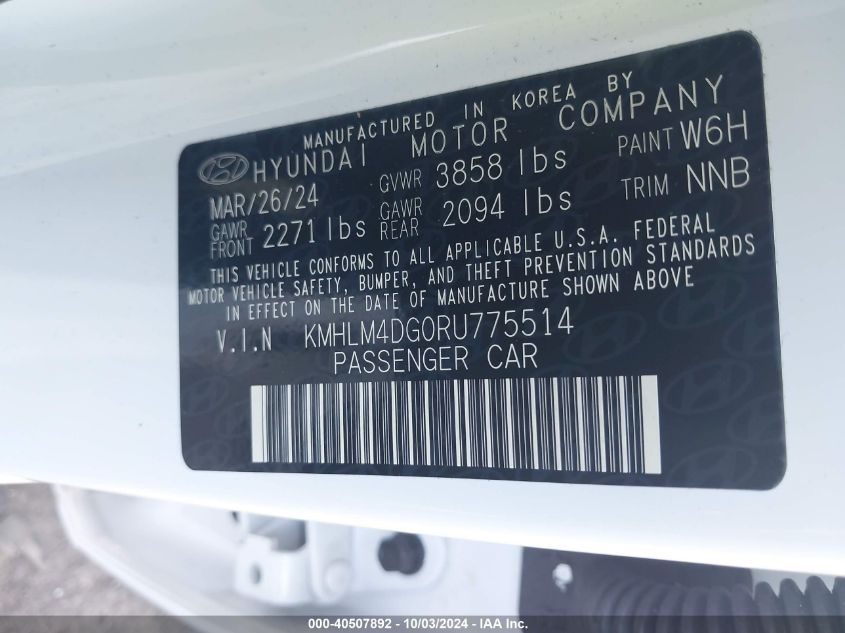 MANUFACTURED IN KOREA BY
HYUNDAI MOTOR COMPANY
MAR/26/24 GVWR 3858 lbs PAINT W6H
GAWR FRONT 2271 lbs GAWR REAR 2094 lbs TRIM NNB
THIS VEHICLE CONFORMS TO ALL APPLICABLE U.S.A. FEDERAL
MOTOR VEHICLE SAFETY, BUMPER, AND THEFT PREVENTION STANDARDS
IN EFFECT ON THE DATE OF MANUFACTURE SHOWN ABOVE
V.I.N KMHLM4DG0RU775514
PASSENGER CAR
000-40507892 - 10/03/2024 - IAA Inc.